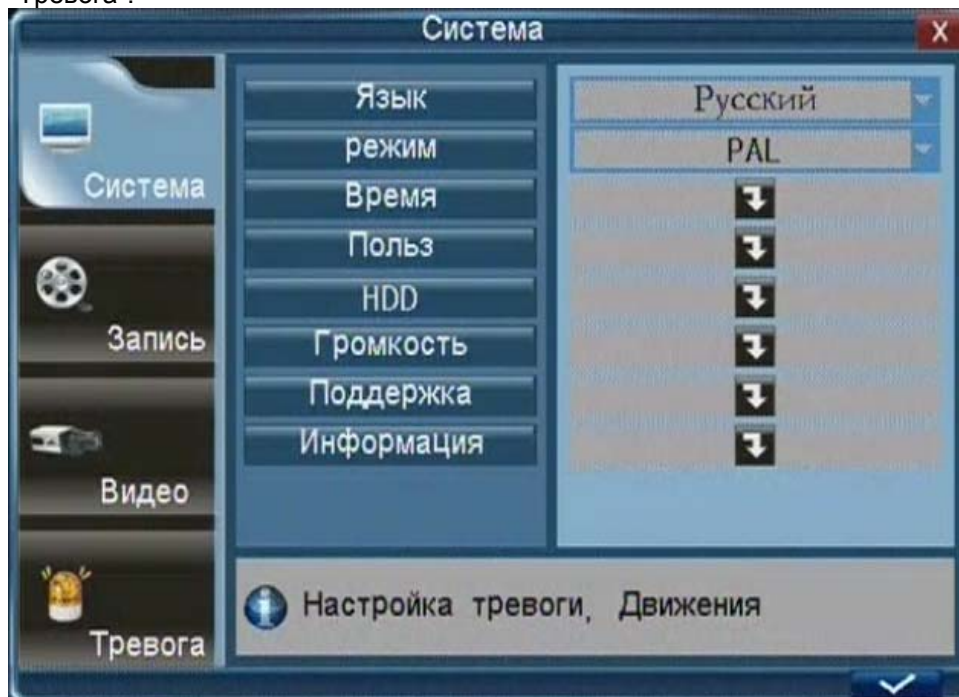 Тревога".
Система
X
Система
Запись
Видео
Тревога
Язык Русский
режим PAL
Время
Польз
HDD
Громкость
Поддержка
Информация
Настройка тревоги, Движения